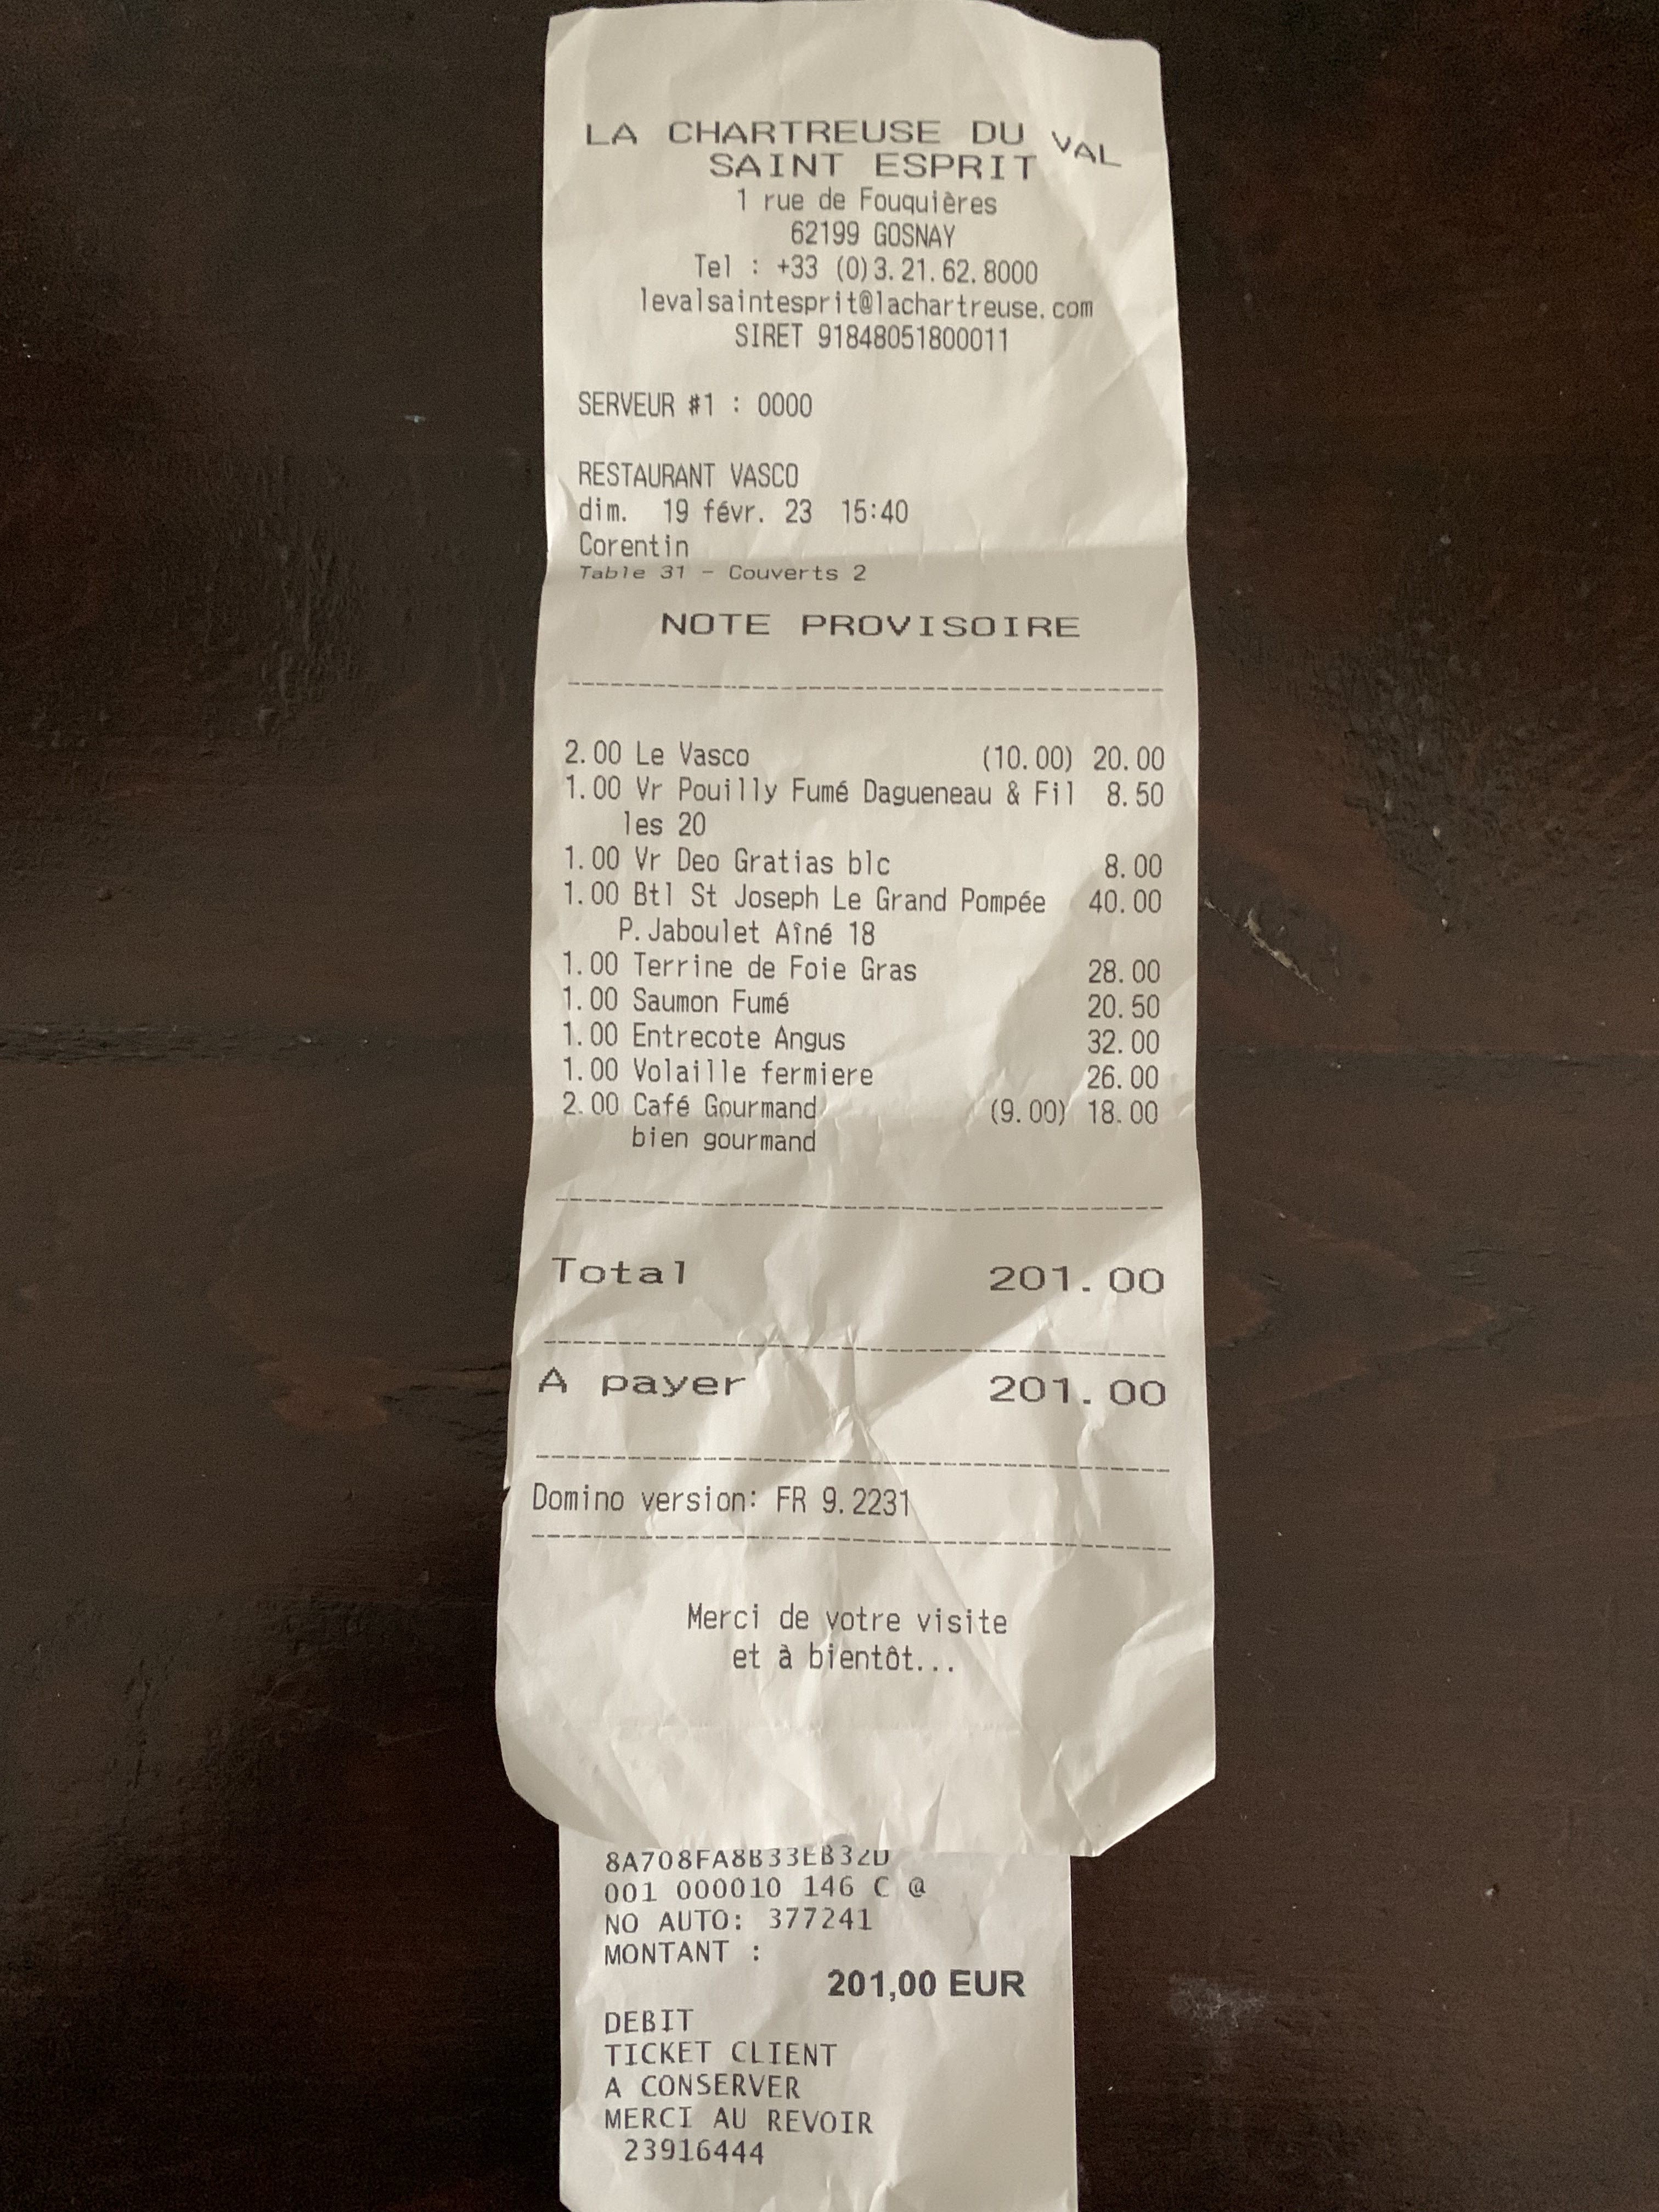 LA CHARTREUSE DU VAL
SAINT ESPRIT
1 rue de Fouquières
62199 GOSNAY
Tel : +33 (0)3.21.62.8000
levalsaintesprit@lachartreuse.com
SIRET 91848051800011
SERVEUR #1 : 0000
RESTAURANT VASCO
dim. 19 févr. 23 15:40
Corentin
Table 31 - Couverts 2
NOTE PROVISOIRE
2.00 Le Vasco (10.00) 20.00
1.00 Vr Pouilly Fumé Dagueneau & Fil 8.50
les 20
1.00 Vr Deo Gratias blc 8.00
1.00 Btl St Joseph Le Grand Pompée 40.00
P.Jaboulet Aîné 18
1.00 Terrine de Foie Gras 28.00
1.00 Saumon Fumé 20.50
1.00 Entrecote Angus 32.00
1.00 Volaille fermiere 26.00
2.00 Café Gourmand (9.00) 18.00
bien gourmand
Total 201.00
A payer 201.00
Domino version: FR 9.2231
Merci de votre visite
et à bientôt...
8A708FA8B33EB32D
001 000010 146 C @
NO AUTO: 377241
MONTANT :
201,00 EUR
DEBIT
TICKET CLIENT
A CONSERVER
MERCI AU REVOIR
23916444